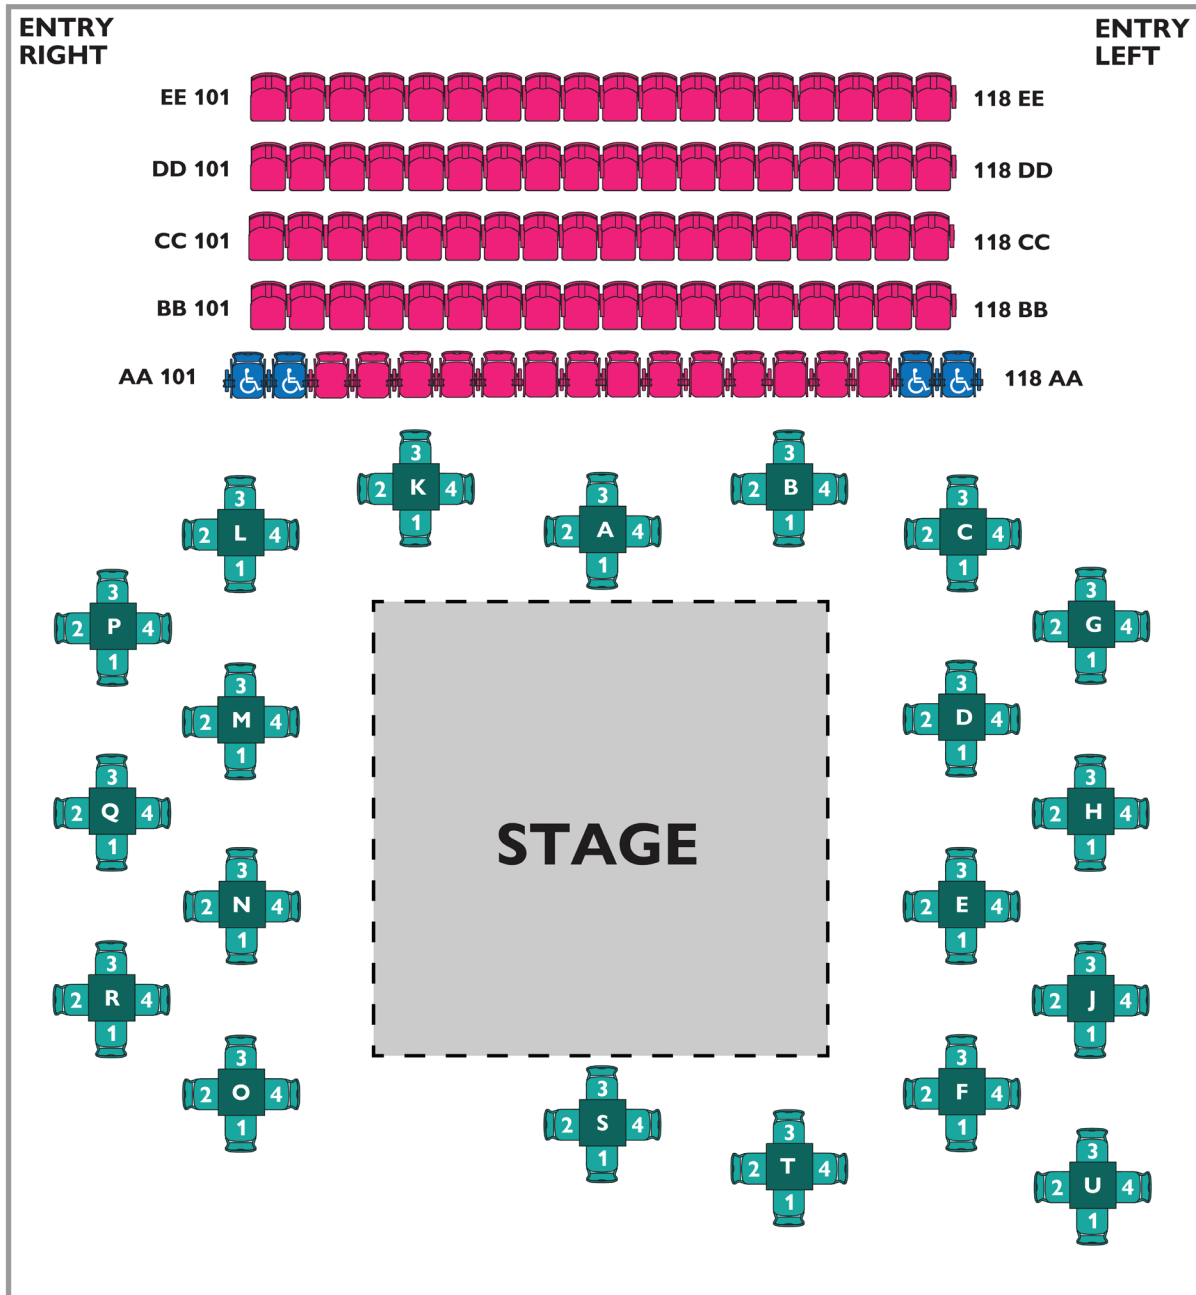 ENTRY
RIGHT
ENTRY
LEFT
EE 101
118 EE
DD 101
118 DD
CC 101
118 CC
BB 101
118 BB
AA 101
118 AA
3
2 K 4
1
3
2 B 4
1
3
2 A 4
1
3
2 L 4
1
3
2 C 4
1
3
2 P 4
1
3
2 G 4
1
3
2 M 4
1
3
2 D 4
1
3
2 Q 4
1
3
2 H 4
1
STAGE
3
2 N 4
1
3
2 E 4
1
3
2 R 4
1
3
2 J 4
1
3
2 O 4
1
3
2 F 4
1
3
2 S 4
1
3
2 T 4
1
3
2 U 4
1